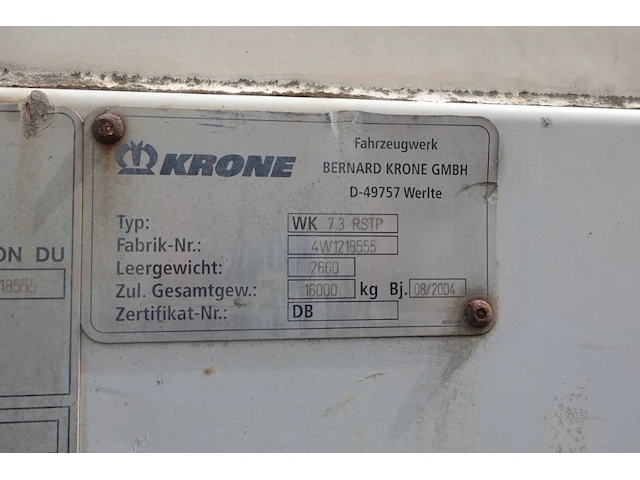 KRONE
Fahrzeugwerk
BERNARD KRONE GMBH
D-49757 Werlte
Typ: WK 7.3 RSTP
Fabrik-Nr.: 4W1218555
Leergewicht: 2660
Zul. Gesamtgew.: 16000 kg Bj. 08/2004
Zertifikat-Nr.: DB
ON DU
18555